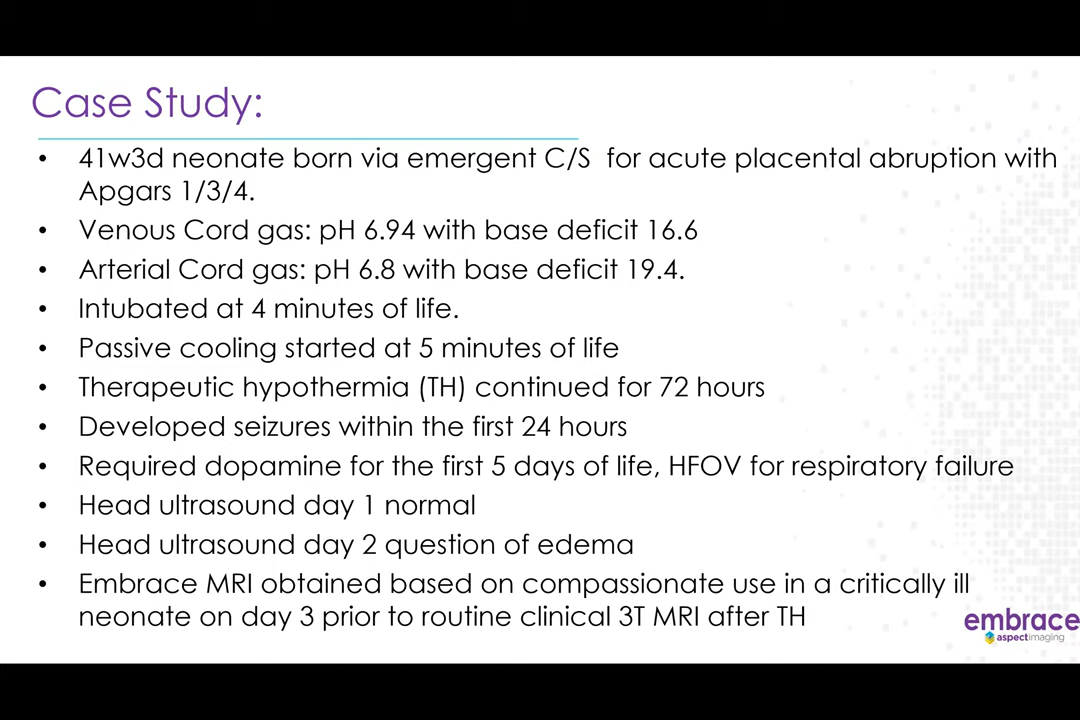 Case Study:
• 41w3d neonate born via emergent C/S for acute placental abruption with
Apgars 1/3/4.
• Venous Cord gas: pH 6.94 with base deficit 16.6
• Arterial Cord gas: pH 6.8 with base deficit 19.4.
• Intubated at 4 minutes of life.
• Passive cooling started at 5 minutes of life
• Therapeutic hypothermia (TH) continued for 72 hours
• Developed seizures within the first 24 hours
• Required dopamine for the first 5 days of life, HFOV for respiratory failure
• Head ultrasound day 1 normal
• Head ultrasound day 2 question of edema
• Embrace MRI obtained based on compassionate use in a critically ill
neonate on day 3 prior to routine clinical 3T MRI after TH
embrace
aspectimaging